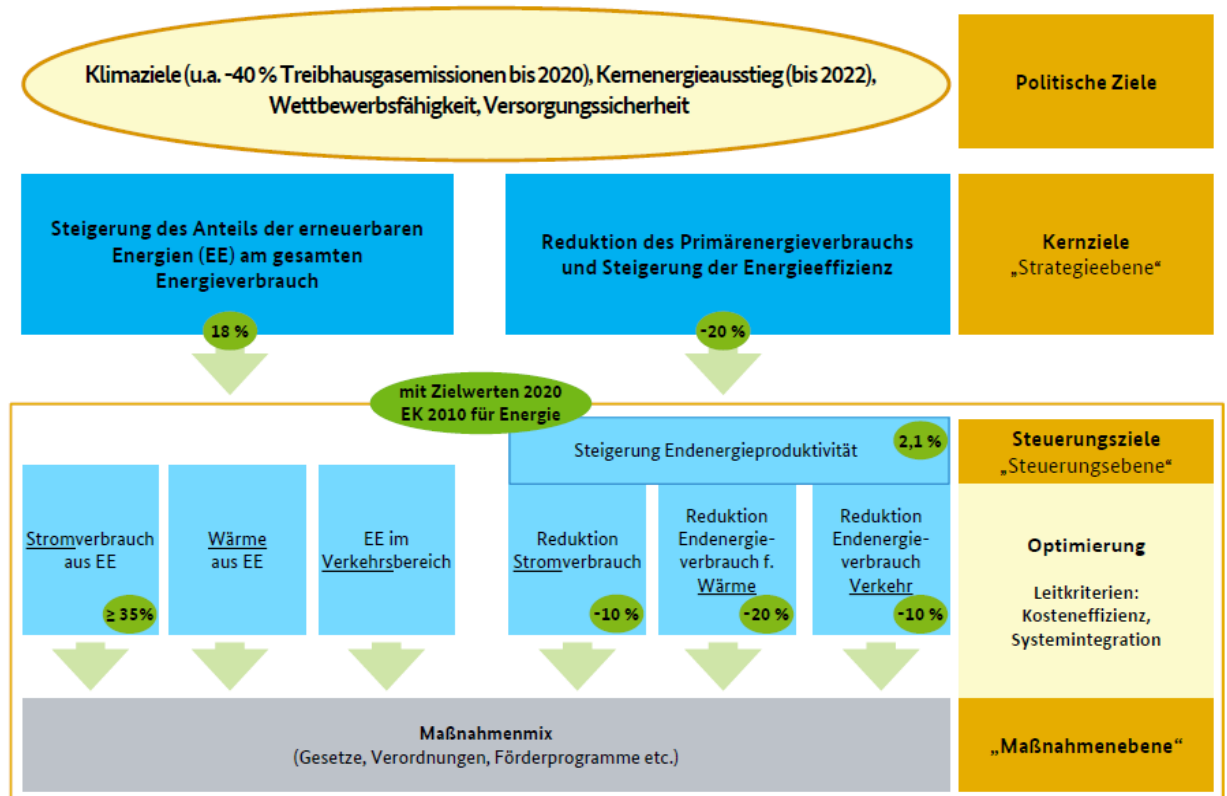 Klimaziele (u.a. -40 % Treibhausgasemissionen bis 2020), Kernenergieausstieg (bis 2022),
Wettbewerbsfähigkeit, Versorgungssicherheit
Politische Ziele
Steigerung des Anteils der erneuerbaren
Energien (EE) am gesamten
Energieverbrauch
18 %
Reduktion des Primärenergieverbrauchs
und Steigerung der Energieeffizienz
-20 %
Kernziele
„Strategieebene“
mit Zielwerten 2020
EK 2010 für Energie
Steigerung Endenergieproduktivität
2,1 %
Steuerungsziele
„Steuerungsebene“
Stromverbrauch
aus EE
≥ 35%
Wärme
aus EE
EE im
Verkehrsbereich
Reduktion
Stromverbrauch
-10 %
Reduktion
Endenergie-
verbrauch f.
Wärme
-20 %
Reduktion
Endenergie-
verbrauch
Verkehr
-10 %
Optimierung
Leitkriterien:
Kosteneffizienz,
Systemintegration
Maßnahmenmix
(Gesetze, Verordnungen, Förderprogramme etc.)
„Maßnahmenebene“